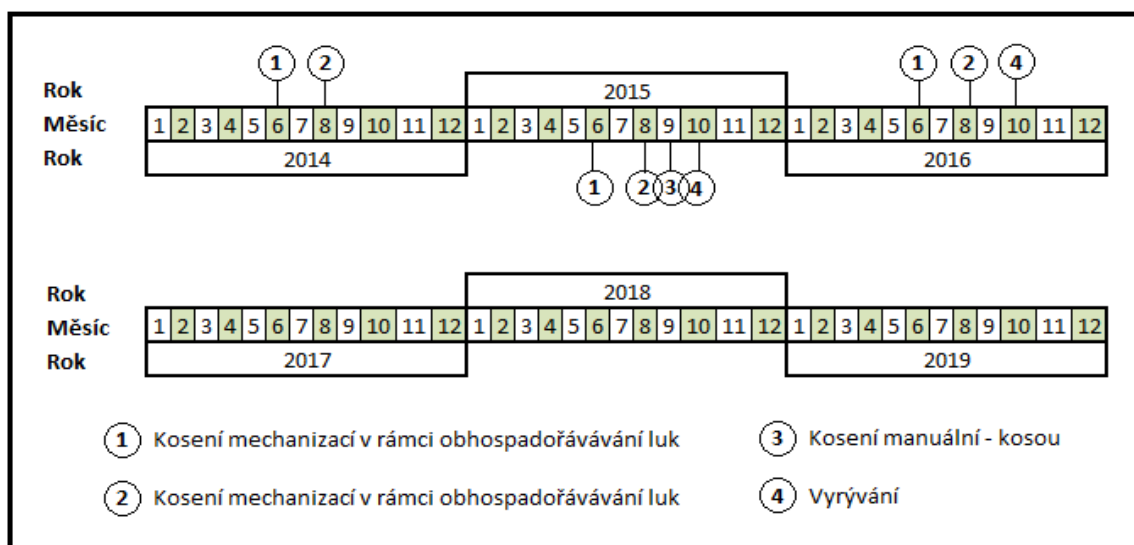 1 2 1 2 4
Rok 2015
Měsíc 1 2 3 4 5 6 7 8 9 10 11 12 1 2 3 4 5 6 7 8 9 10 11 12 1 2 3 4 5 6 7 8 9 10 11 12
Rok 2014 2016
1 2 3 4
Rok 2018
Měsíc 1 2 3 4 5 6 7 8 9 10 11 12 1 2 3 4 5 6 7 8 9 10 11 12 1 2 3 4 5 6 7 8 9 10 11 12
Rok 2017 2019
1 Kosení mechanizací v rámci obhospadořávávání luk 3 Kosení manuální - kosou
2 Kosení mechanizací v rámci obhospadořávávání luk 4 Vyrývání